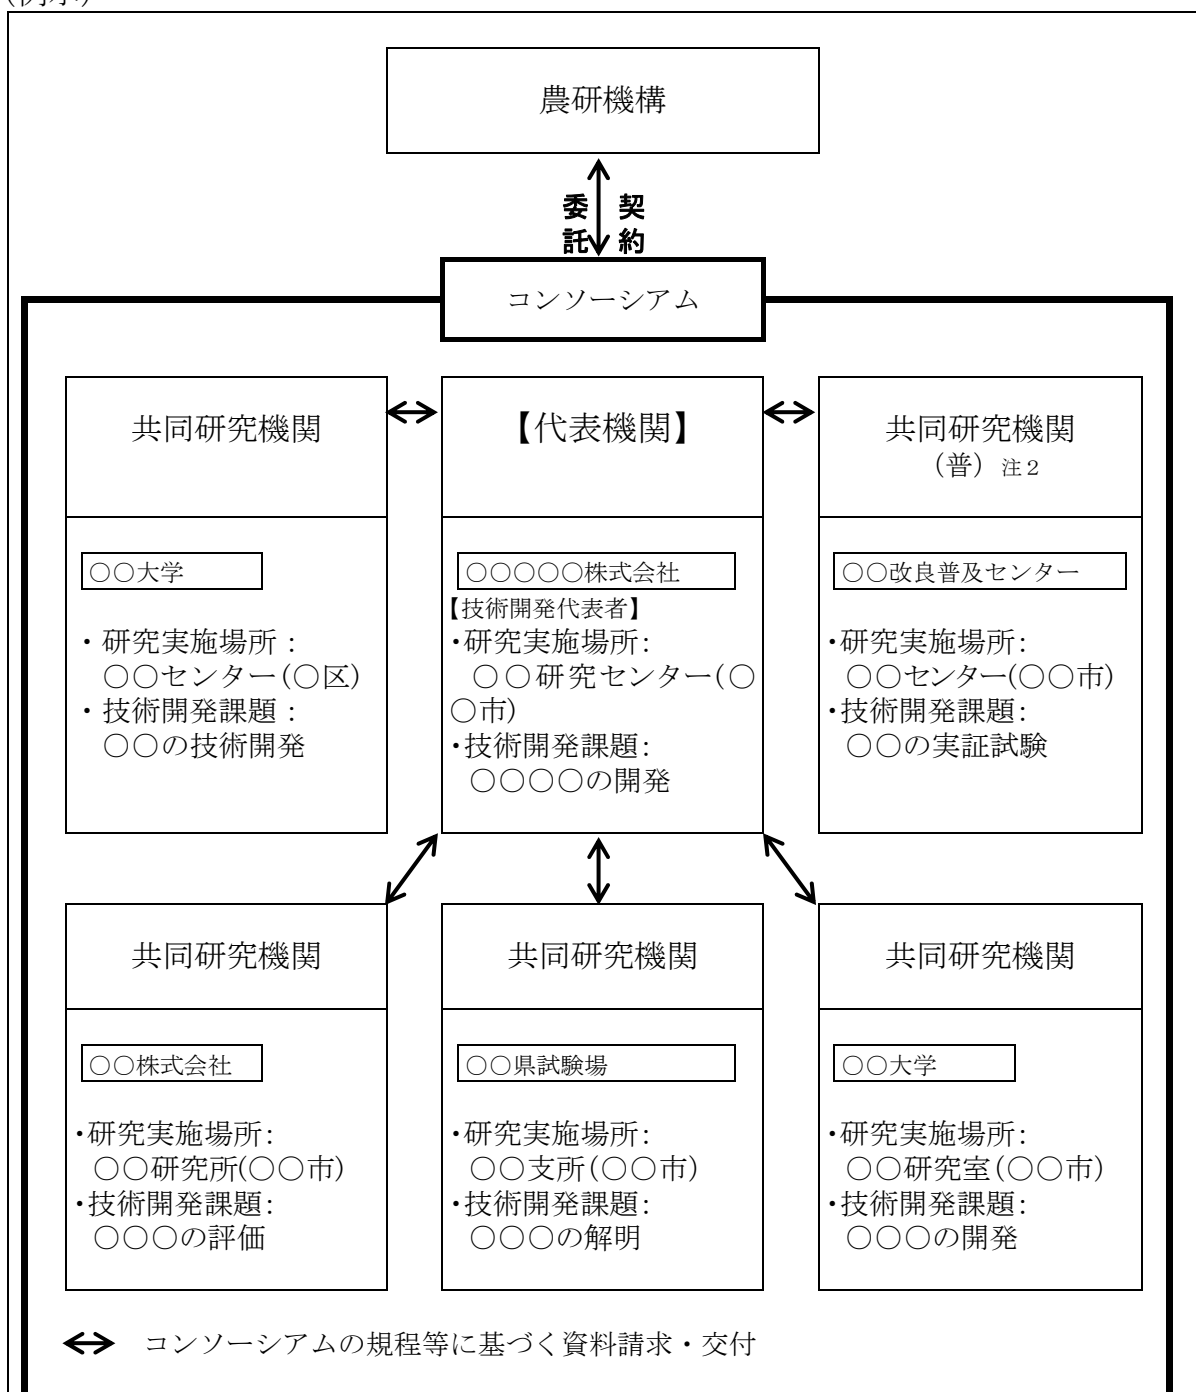 (例示)
農研機構
委 契
託 約
コンソーシアム
共同研究機関
〇〇大学
・研究実施場所：
〇〇センター(〇区)
・技術開発課題：
〇〇の技術開発
【代表機関】
〇〇〇〇〇株式会社
【技術開発代表者】
・研究実施場所：
〇〇研究センター(〇
〇市)
・技術開発課題：
〇〇〇〇の開発
共同研究機関
（普）注２
〇〇改良普及センター
・研究実施場所：
〇〇センター(〇〇市)
・技術開発課題：
〇〇の実証試験
共同研究機関
〇〇株式会社
・研究実施場所：
〇〇研究所(〇〇市)
・技術開発課題：
〇〇〇の評価
共同研究機関
〇〇県試験場
・研究実施場所：
〇〇支所(〇〇市)
・技術開発課題：
〇〇〇の解明
共同研究機関
〇〇大学
・研究実施場所：
〇〇研究室(〇〇市)
・技術開発課題：
〇〇〇の開発
コンソーシアムの規程等に基づく資料請求・交付